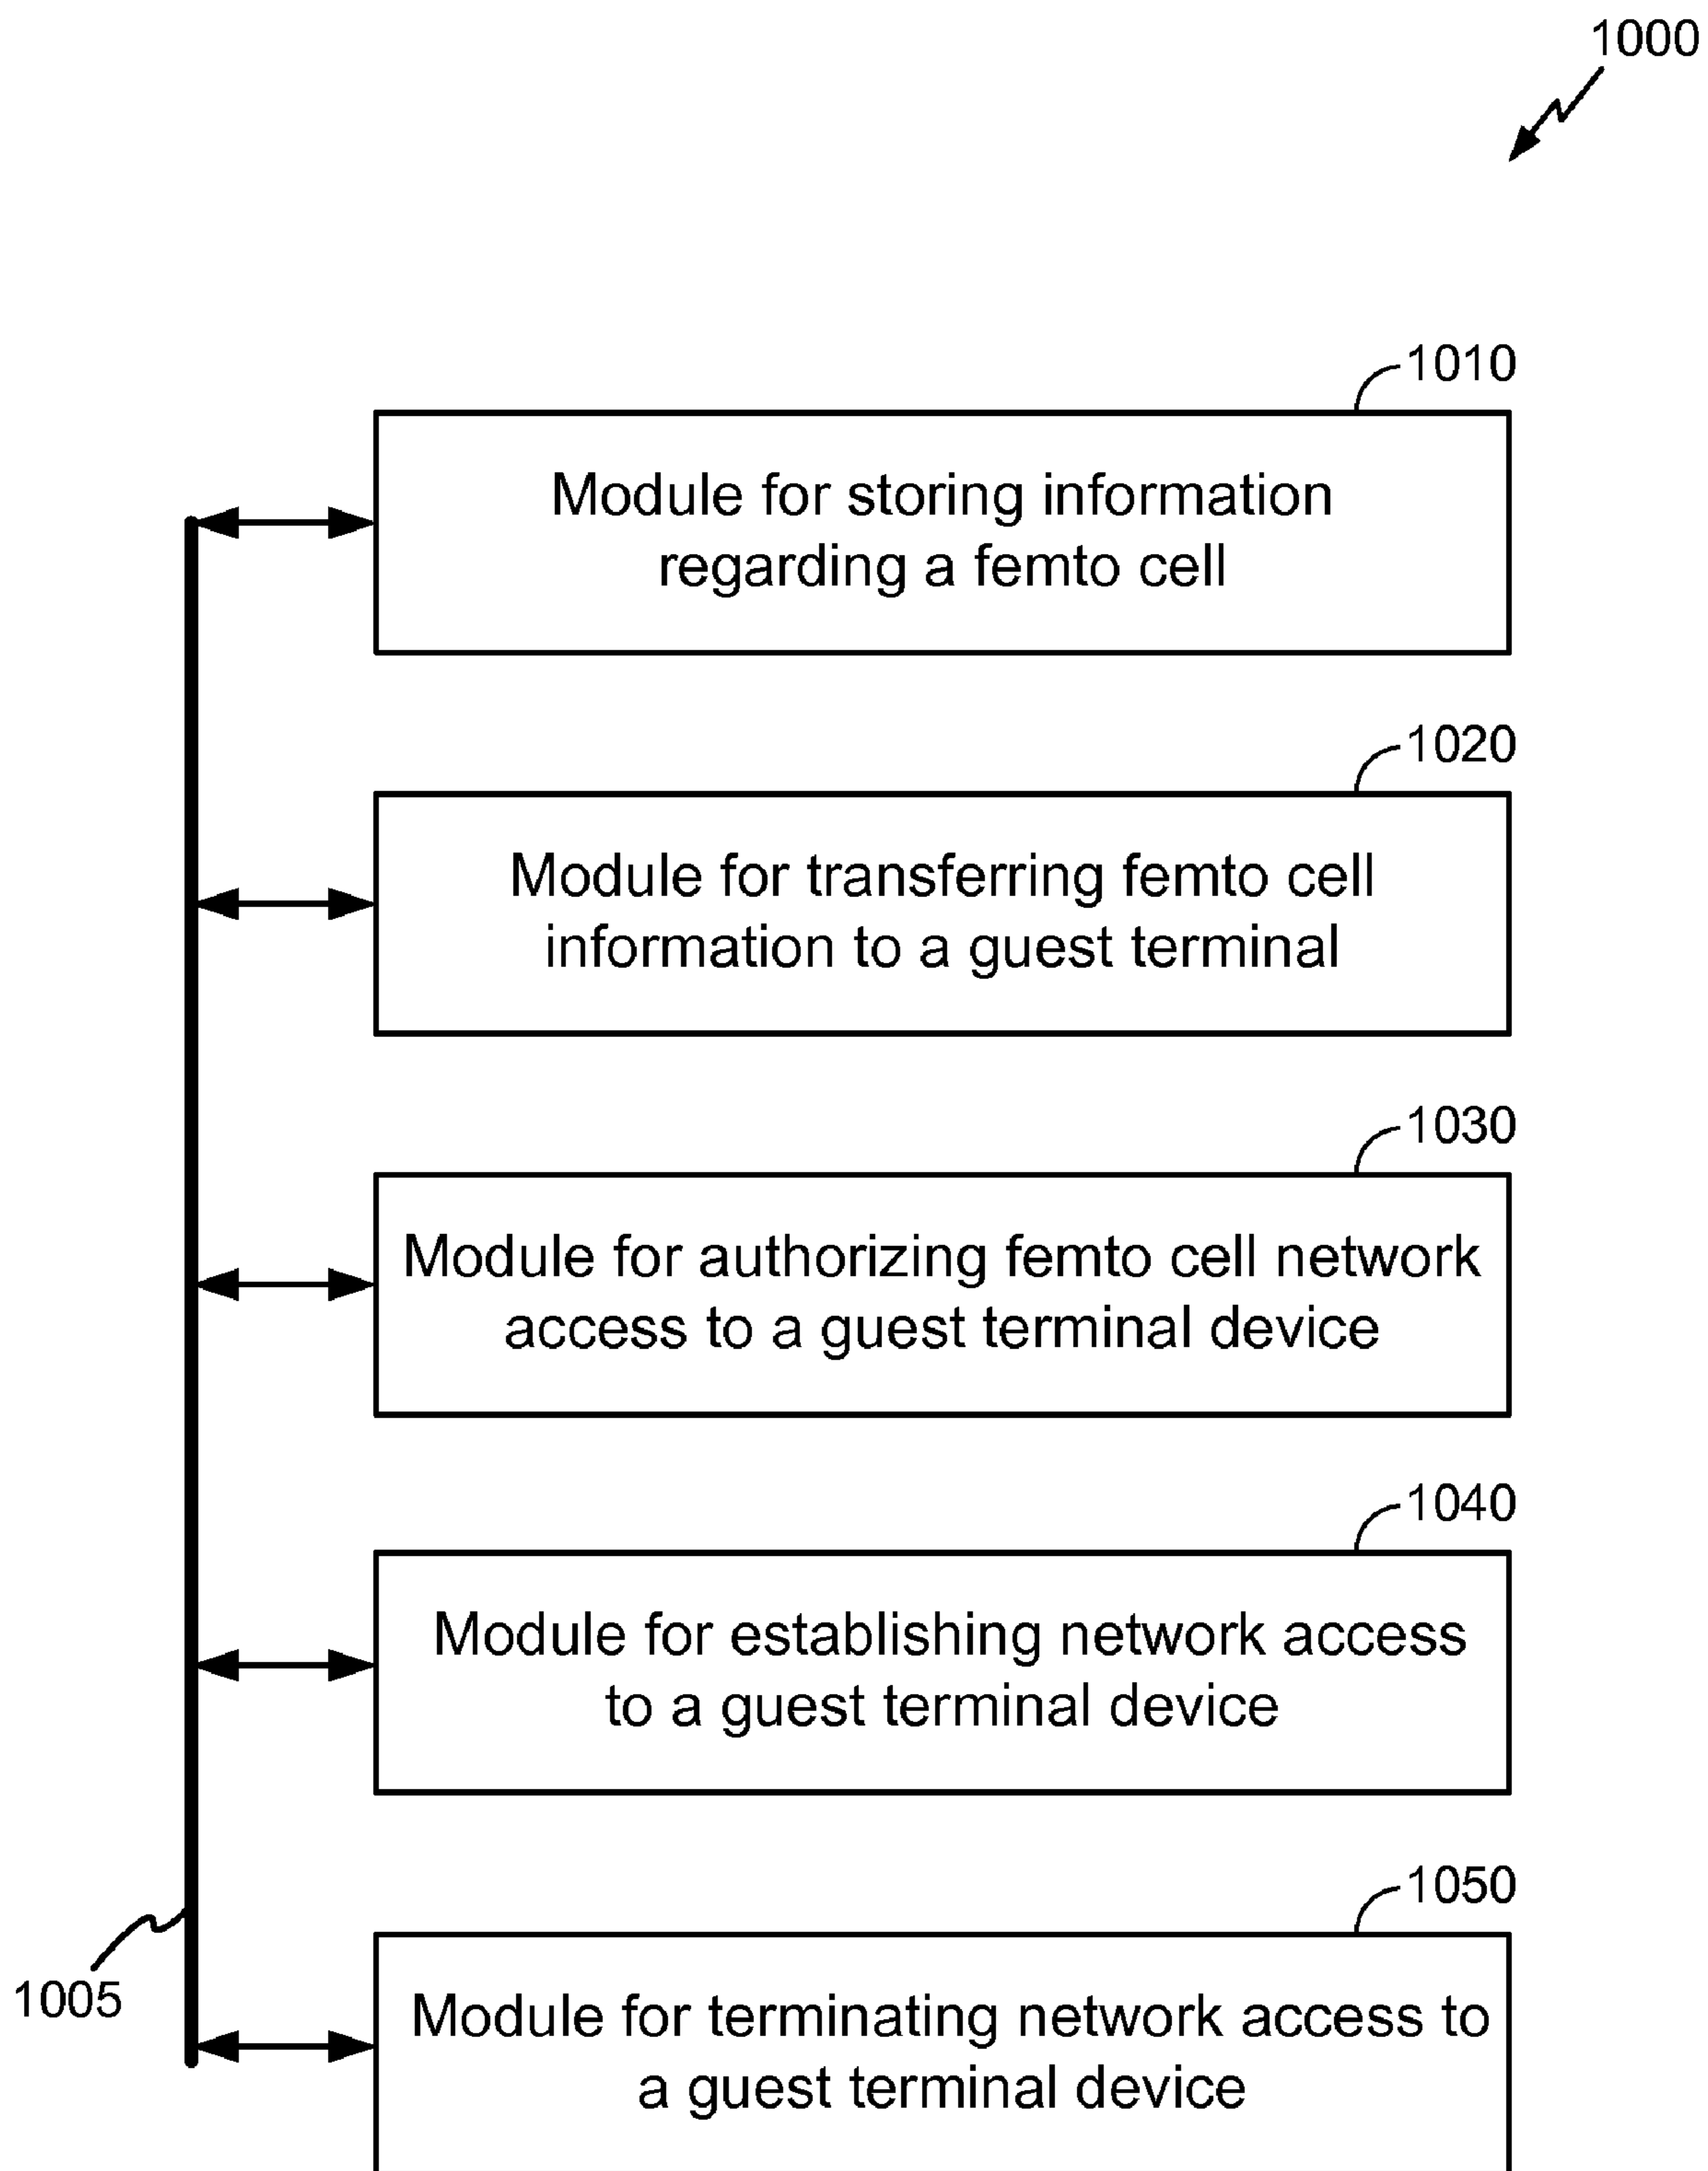 1000
1010
Module for storing information
regarding a femto cell
1020
Module for transferring femto cell
information to a guest terminal
1030
Module for authorizing femto cell network
access to a guest terminal device
1040
Module for establishing network access
to a guest terminal device
1050
1005
Module for terminating network access to
a guest terminal device